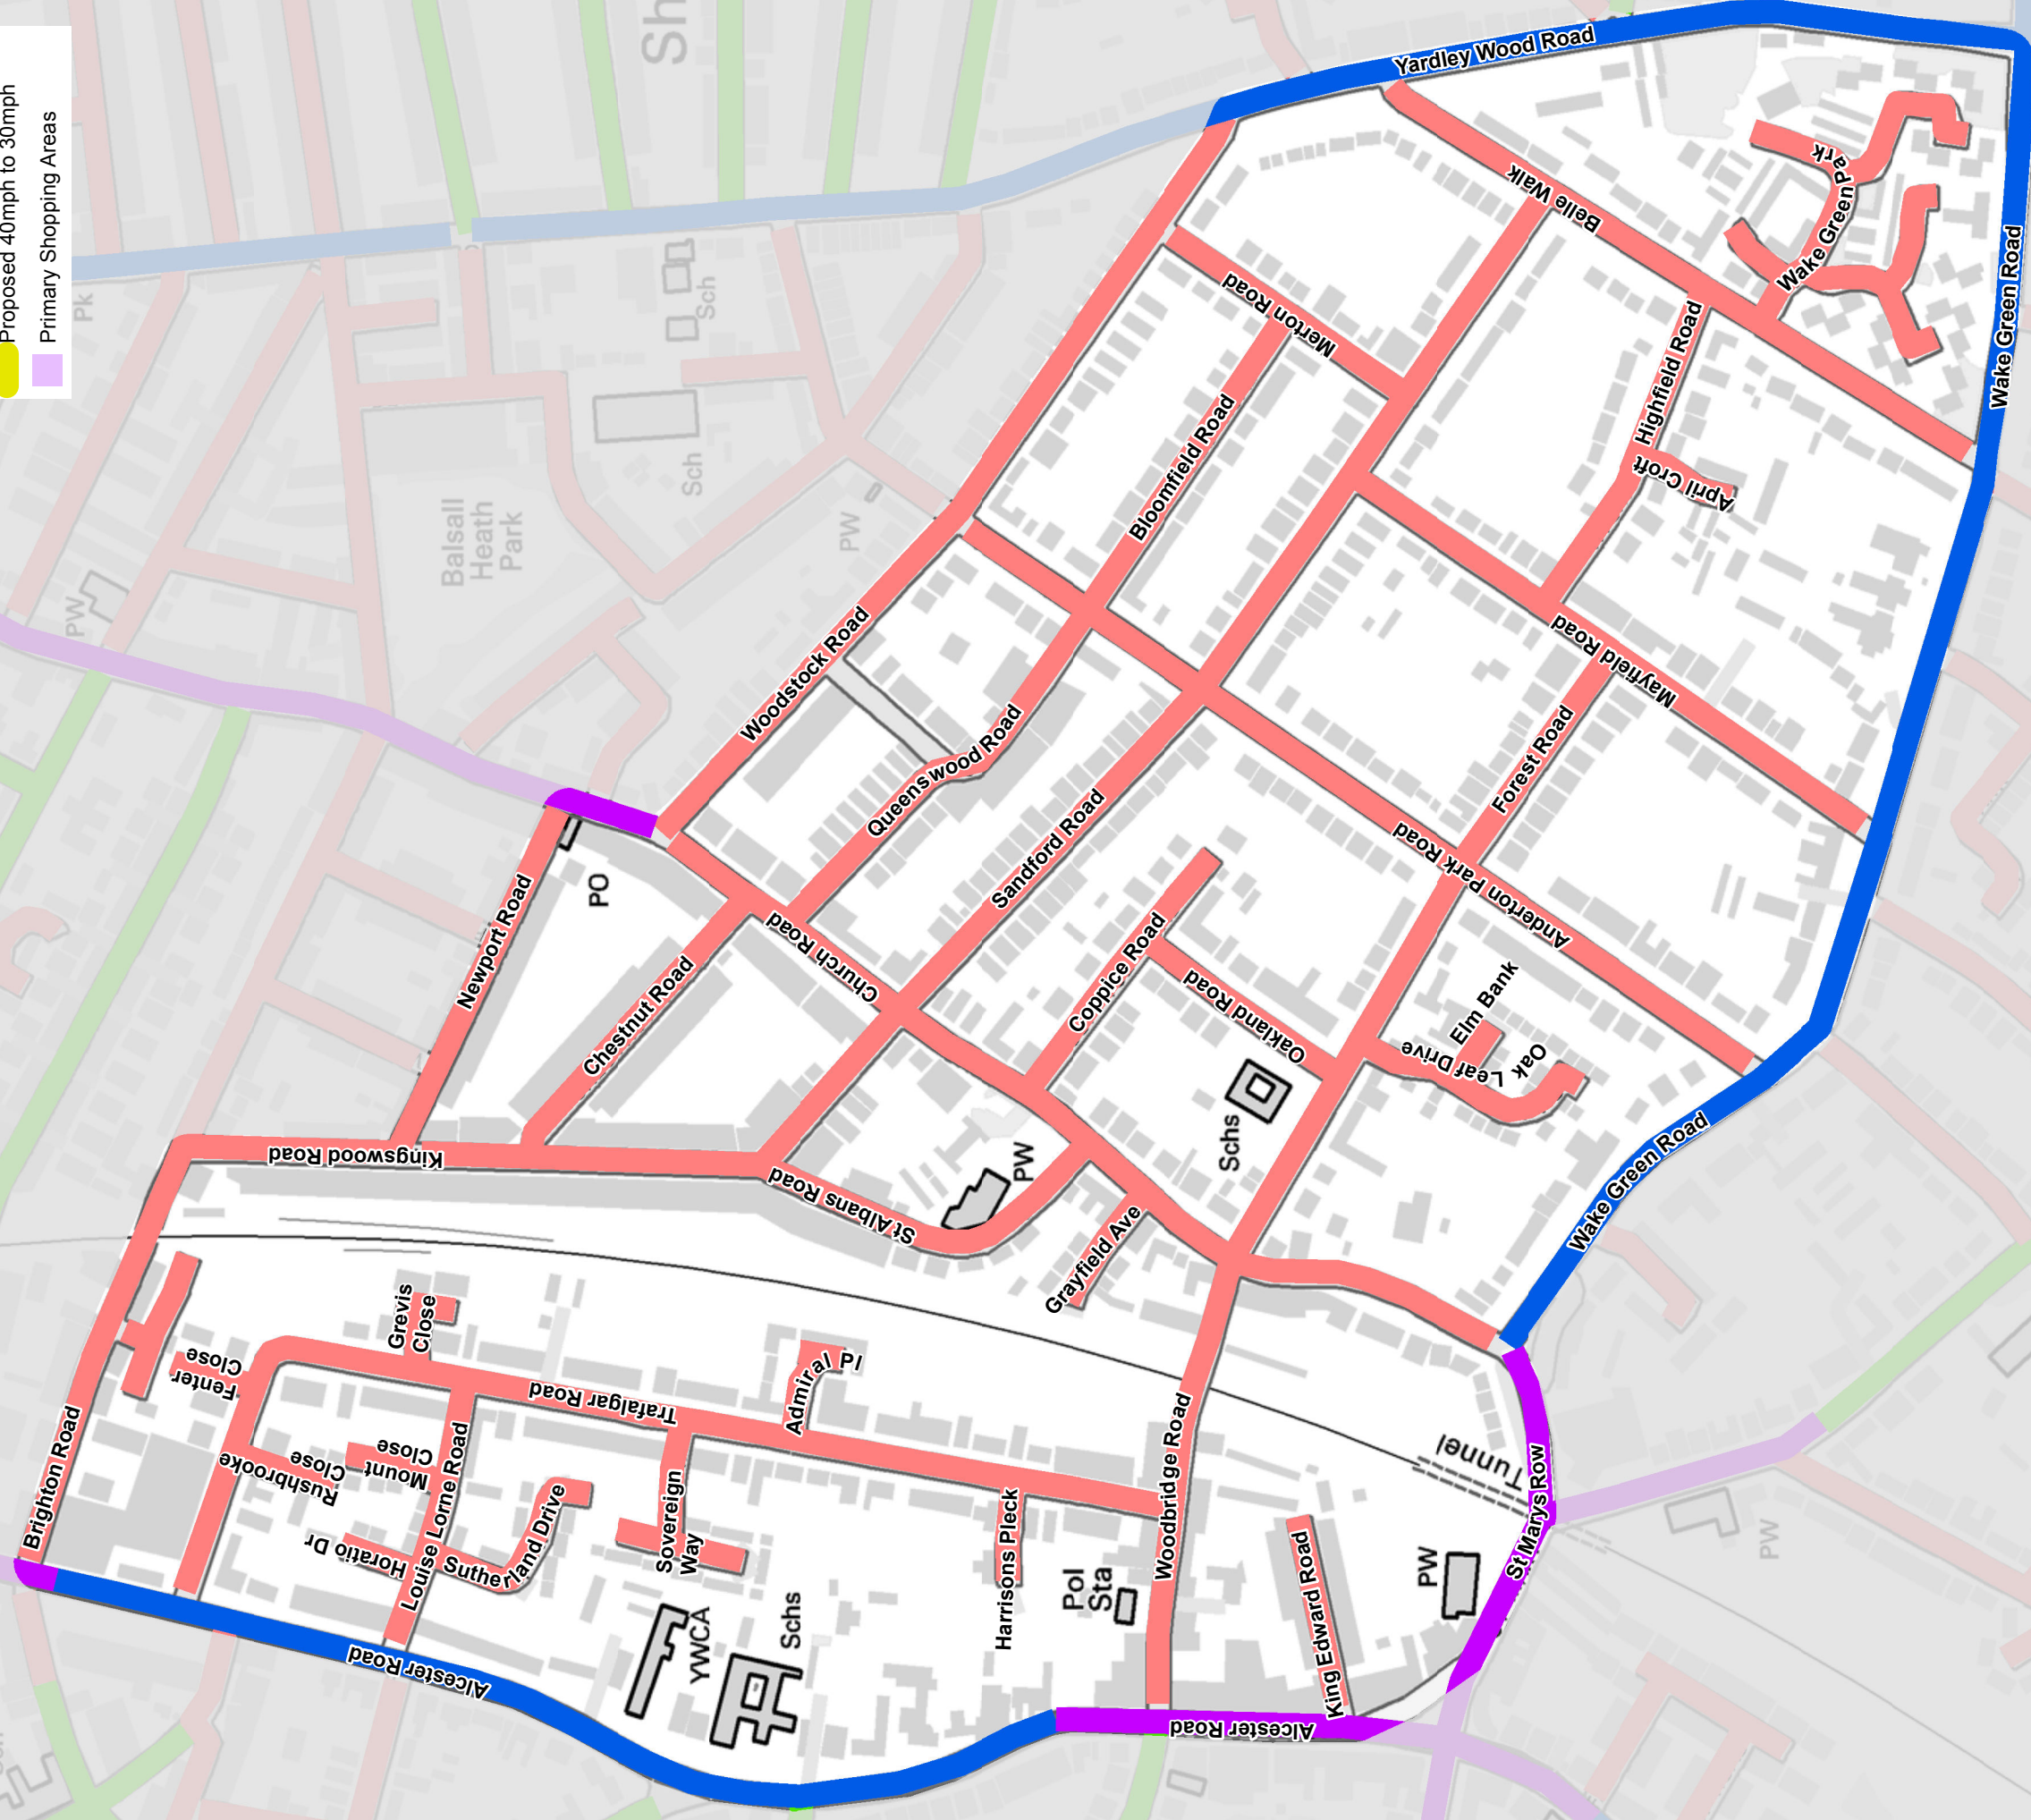 Proposed 40mph to 30mph
Primary Shopping Areas
Sh
Yardley Wood Road
Pk
Sch
Sch
Balsall
Heath
Park
PW
PW
Belle Walk
Wake Green Park
Wake Green Road
Merton Road
Highfield Road
April Croft
Bloomfield Road
Woodstock Road
Mayfield Road
Queenswood Road
Forest Road
Sandford Road
Anderton Park Road
PO
Newport Road
Church Road
Chestnut Road
Coppice Road
Oakland Road
Elm Bank
Oak Leaf Drive
Schs
Kingswood Road
PW
St Albans Road
Wake Green Road
Grayfield Ave
Grevis
Close
Fenter
Close
Admiral Pl
Trafalgar Road
Brighton Road
Rushbrooke
Close
Mount
Close
Horatio Dr
Louise Lorne Road
Sutherland Drive
Sovereign
Way
Harrisons Pleck
Woodbridge Road
Tunnel
St Marys Row
PW
PW
King Edward Road
Pol
Sta
YWCA
Schs
Alcester Road
Alcester Road